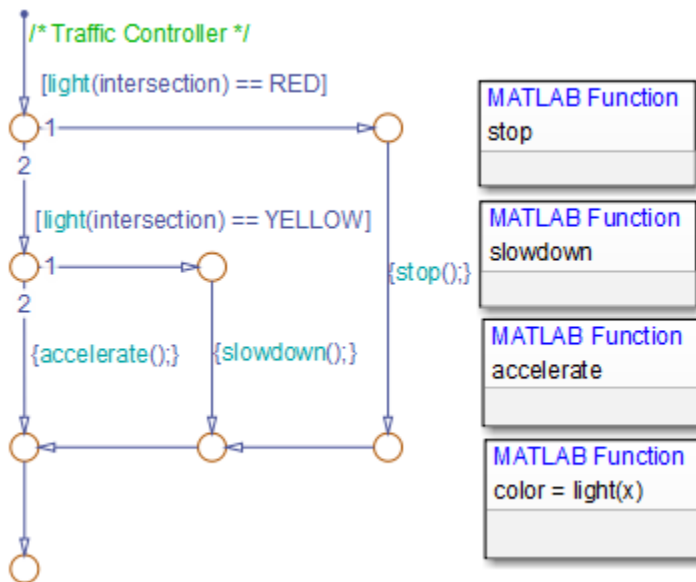 /* Traffic Controller */
[light(intersection) == RED]
1
2
[light(intersection) == YELLOW]
1
2
{stop();}
{accelerate();}
{slowdown();}
MATLAB Function
stop
MATLAB Function
slowdown
MATLAB Function
accelerate
MATLAB Function
color = light(x)